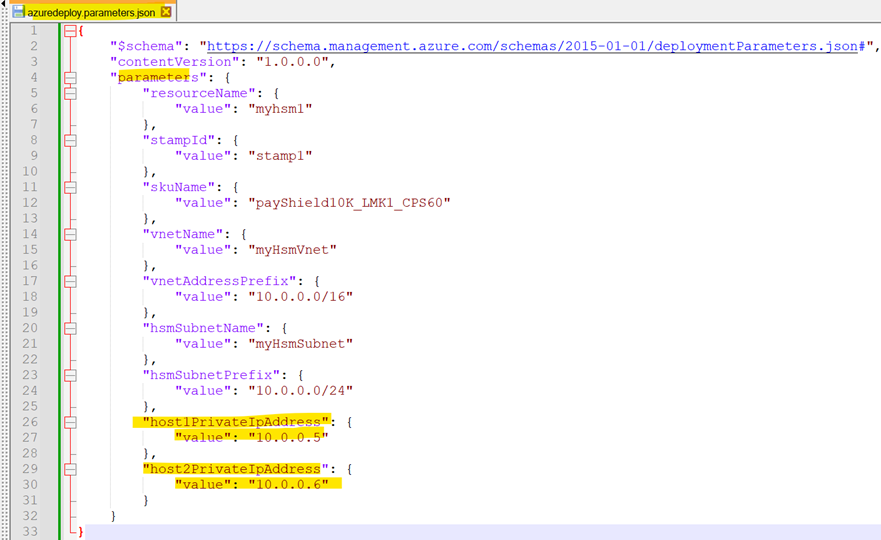 azuredeploy.parameters.json
1 {
2 "$schema": "https://schema.management.azure.com/schemas/2015-01-01/deploymentParameters.json#",
3 "contentVersion": "1.0.0.0",
4 "parameters": {
5 "resourceName": {
6 "value": "myhsm1"
7 },
8 "stampId": {
9 "value": "stamp1"
10 },
11 "skuName": {
12 "value": "payShield10K_LMK1_CPS60"
13 },
14 "vnetName": {
15 "value": "myHsmVnet"
16 },
17 "vnetAddressPrefix": {
18 "value": "10.0.0.0/16"
19 },
20 "hsmSubnetName": {
21 "value": "myHsmSubnet"
22 },
23 "hsmSubnetPrefix": {
24 "value": "10.0.0.0/24"
25 },
26 "host1PrivateIpAddress": {
27 "value": "10.0.0.5"
28 },
29 "host2PrivateIpAddress": {
30 "value": "10.0.0.6"
31 }
32 }
33 }